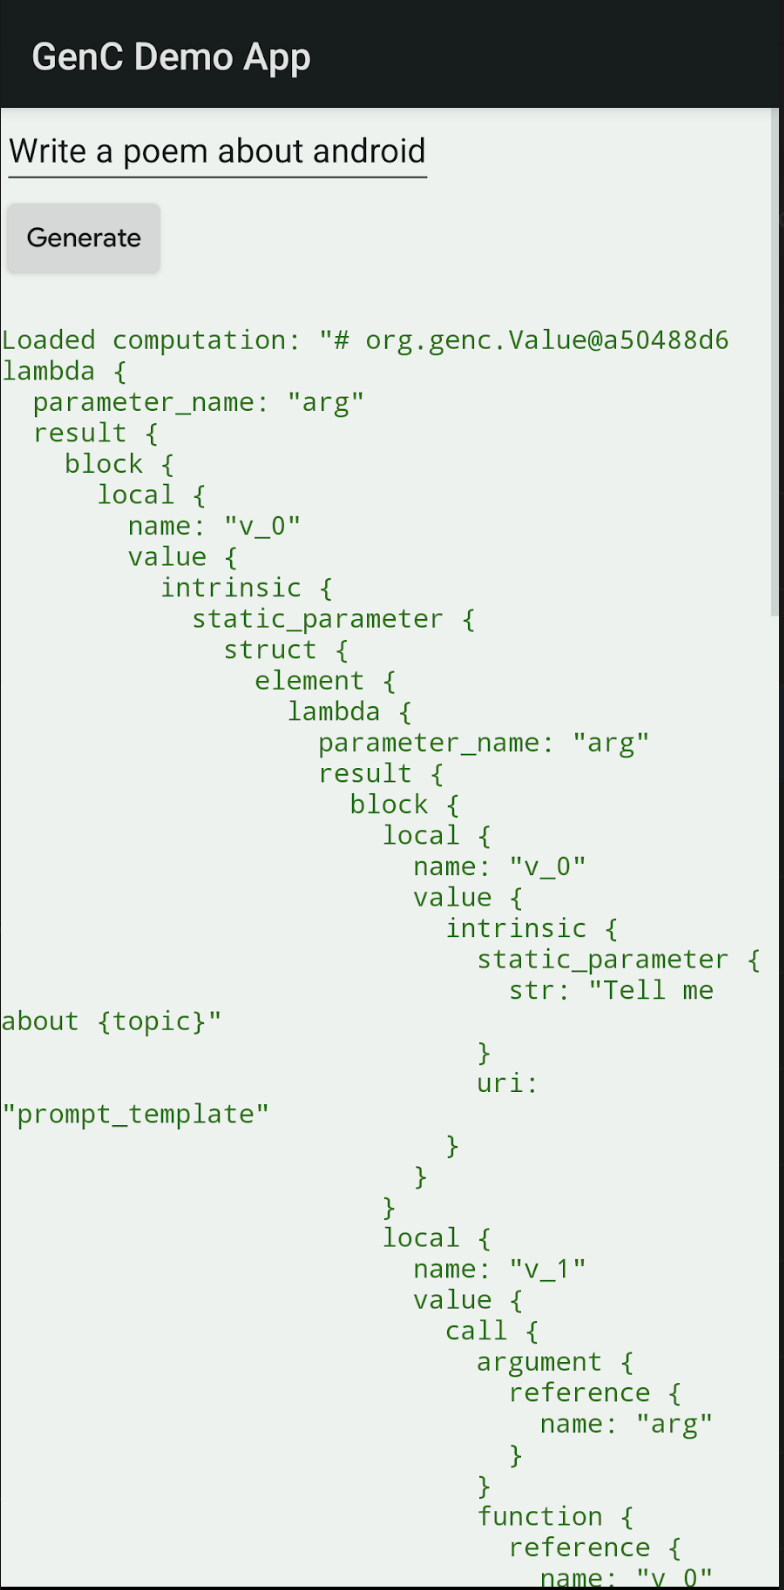 GenC Demo App
Write a poem about android
Generate
Loaded computation: "# org.genc.Value@a50488d6
lambda {
  parameter_name: "arg"
  result {
    block {
      local {
        name: "v_0"
        value {
          intrinsic {
            static_parameter {
              struct {
                element {
                  lambda {
                    parameter_name: "arg"
                    result {
                      block {
                        local {
                          name: "v_0"
                          value {
                            intrinsic {
                              static_parameter {
                                str: "Tell me
about {topic}"
                              }
                              uri:
"prompt_template"
                            }
                          }
                        }
                        local {
                          name: "v_1"
                          value {
                            call {
                              argument {
                                reference {
                                  name: "arg"
                                }
                              }
                              function {
                                reference {
                                  name: "v_0"